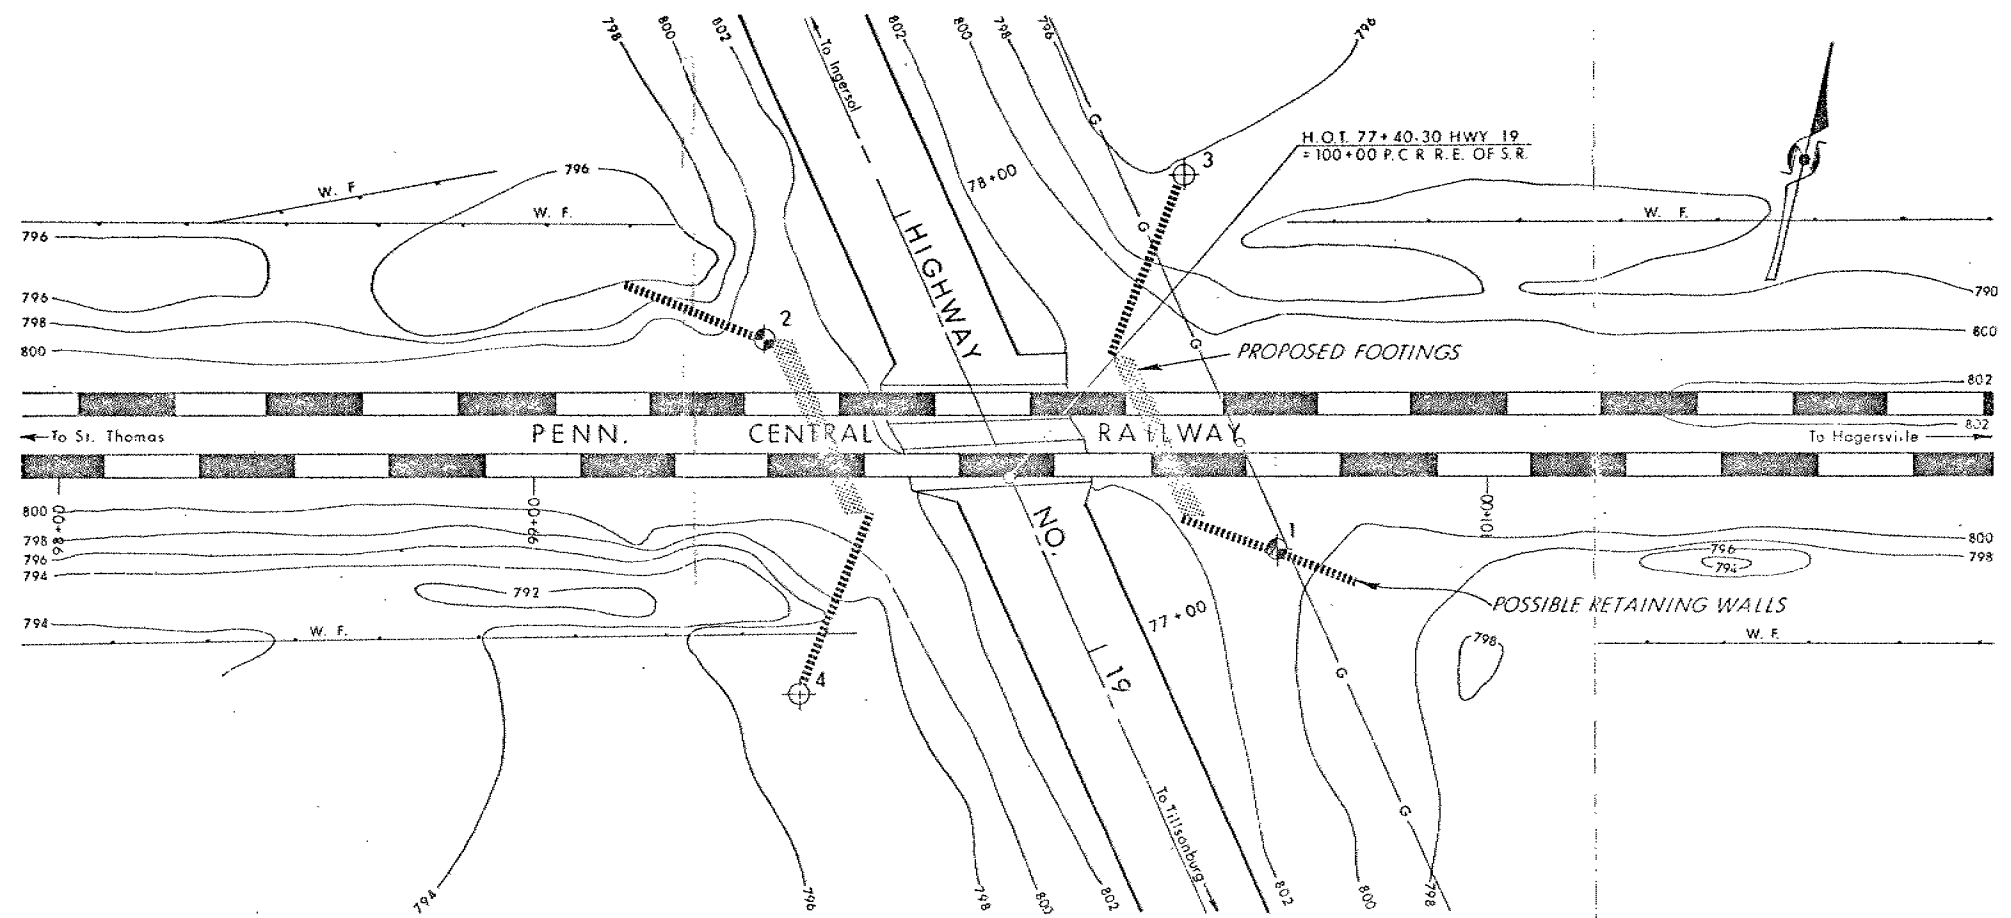 798
800
802
To Ingersol
802
800
798
796
796
H.O.T. 77+40.30 HWY 19
= 100+00 P.C R R.E. OF S.R.
3
78+00
G
796
W. F.
W. F.
G
W. F.
796
HIGHWAY
796
798
2
790
800
G
800
PROPOSED FOOTINGS
802
To St. Thomas
PENN. CENTRAL RAILWAY
G
802
To Hagersville
800
98+00
99+00
NO.
101+00
798
796
794
1
800
798
796
794
792
POSSIBLE RETAINING WALLS
77+00
794
W. F.
W. F.
798
4
19
G
To Tillsonburg
G
794
796
798
800
802
802
800
798